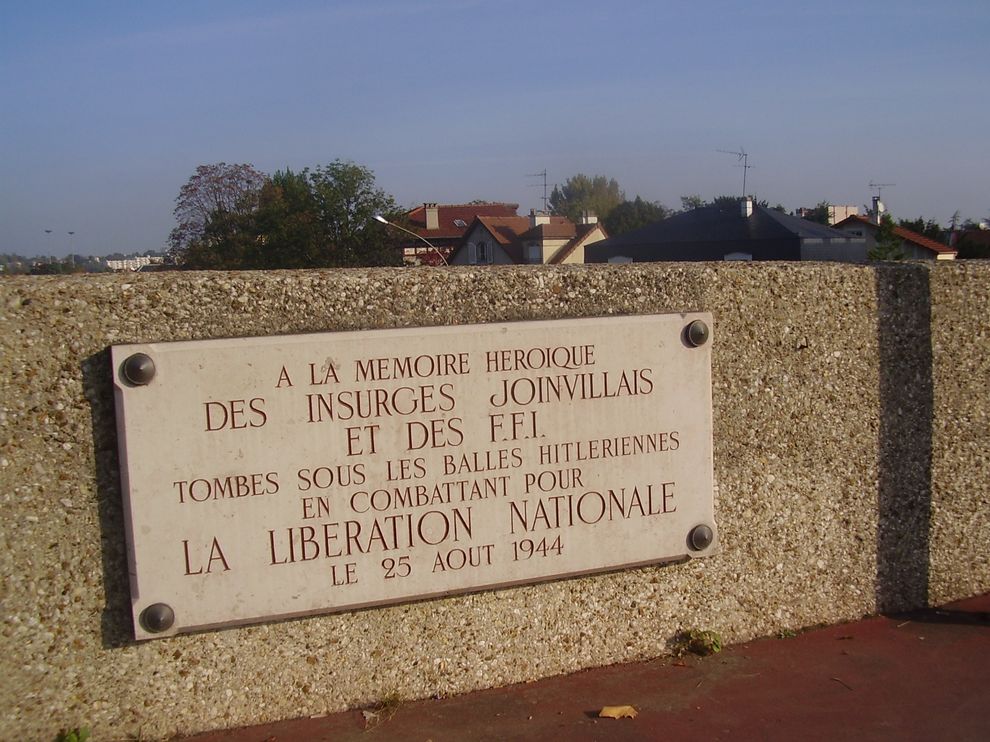 A LA MEMOIRE HEROIQUE
DES INSURGES JOINVILLAIS
ET DES F.F.I.
TOMBES SOUS LES BALLES HITLERIENNES
EN COMBATTANT POUR
LA LIBERATION NATIONALE
LE 25 AOUT 1944